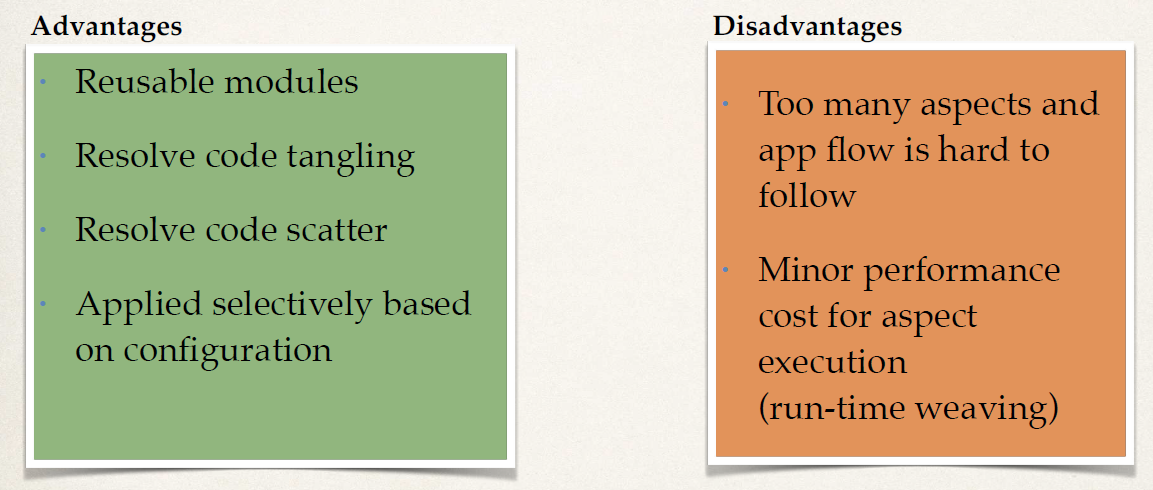 Advantages
• Reusable modules
• Resolve code tangling
• Resolve code scatter
• Applied selectively based
on configuration
Disadvantages
• Too many aspects and
app flow is hard to
follow
• Minor performance
cost for aspect
execution
(run-time weaving)